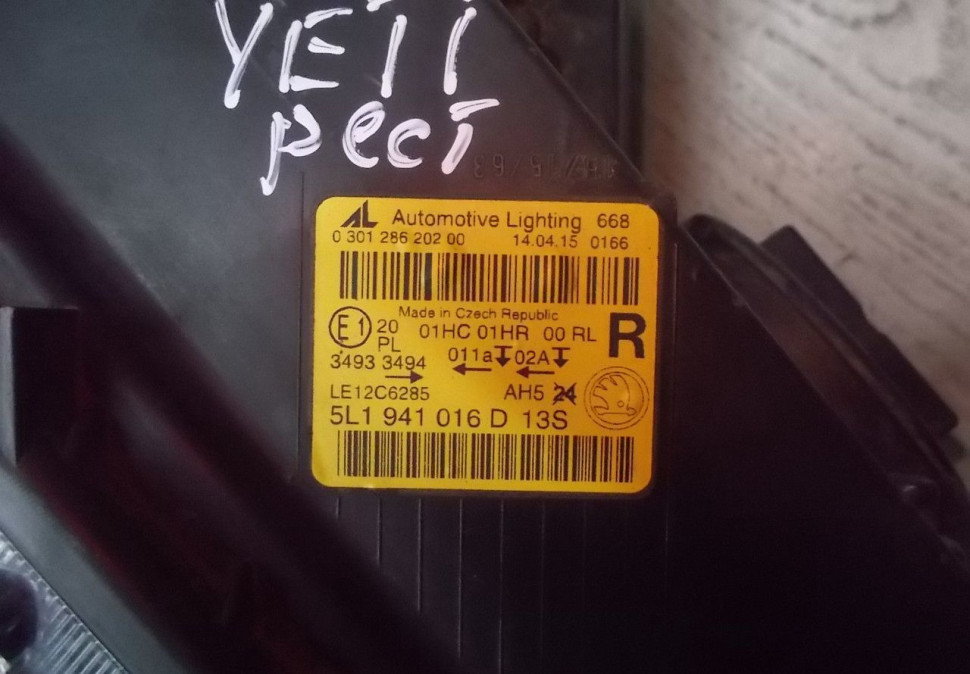 YETI
рест
AL Automotive Lighting 668
0 301 286 202 00 14.04.15 0166
Made in Czech Republic
E1 20 01HC 01HR 00 RL R
PL
3493 3494 011a 02A
LE12C6285 AH5 24
5L1 941 016 D 13S